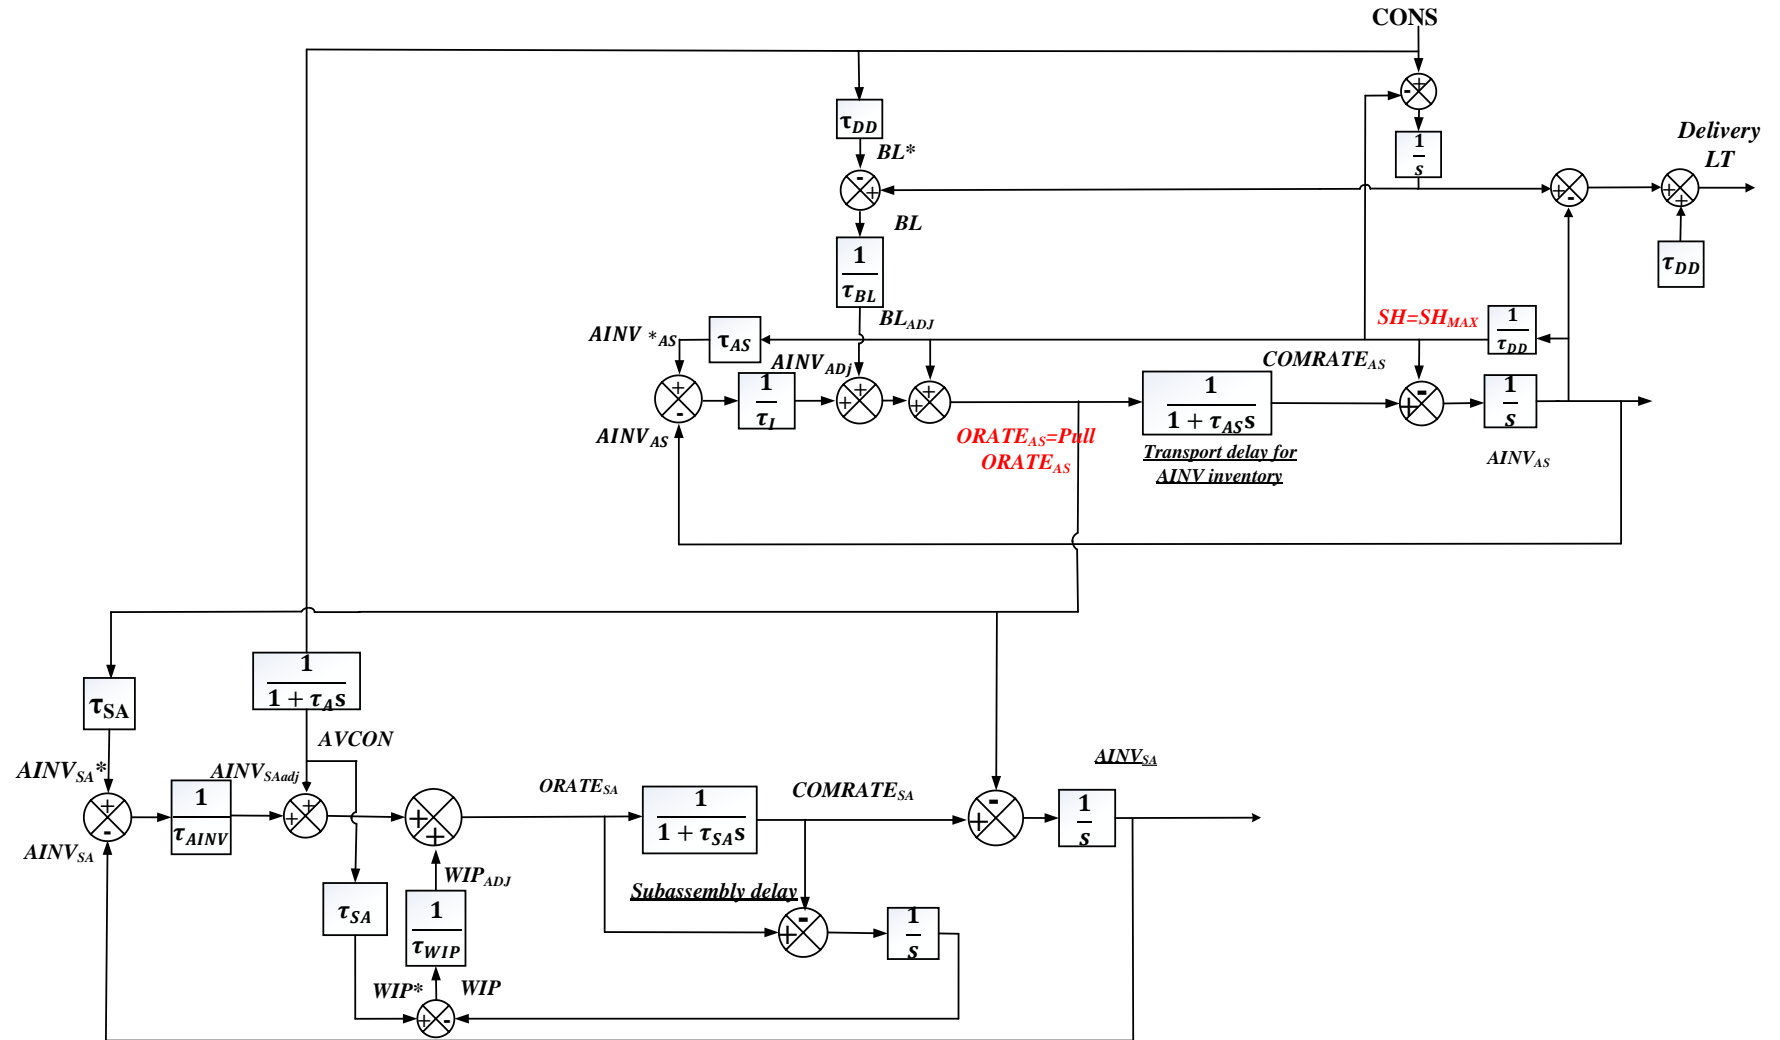 CONS
- +
τDD
1
s
Delivery
LT
BL*
-
+
+
-
+
+
BL
1
τBL
τDD
BLADJ
SH=SHMAX
1
τDD
AINV *AS
τAS
AINVADj
COMRATEAS
+
-
1
τI
+
+
+
+
1
1 + τASs
-
+
1
s
AINVAS
ORATEAS=Pull
ORATEAS
Transport delay for
AINV inventory
AINVAS
1
1 + τAs
τSA
AVCON
AINVSA
AINVSA*
AINVSAadj
ORATESA
COMRATESA
+
-
1
τAINV
+
+
+
+
1
1 + τSAs
-
+
1
s
AINVSA
WIPADJ
Subassembly delay
τSA
1
τWIP
-
+
1
s
WIP*
WIP
+ -